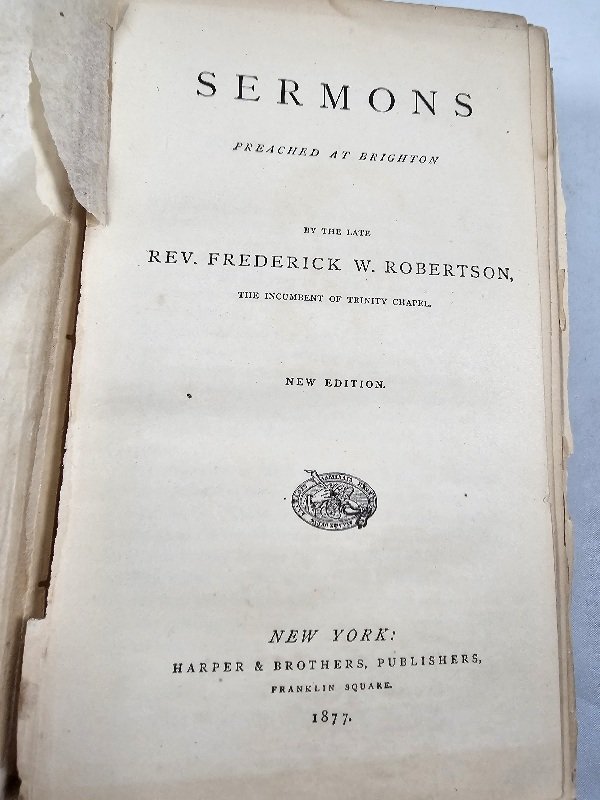 SERMONS
PREACHED AT BRIGHTON
BY THE LATE
REV. FREDERICK W. ROBERTSON,
THE INCUMBENT OF TRINITY CHAPEL.
NEW EDITION.
NEW YORK:
HARPER & BROTHERS, PUBLISHERS,
FRANKLIN SQUARE.
1877.